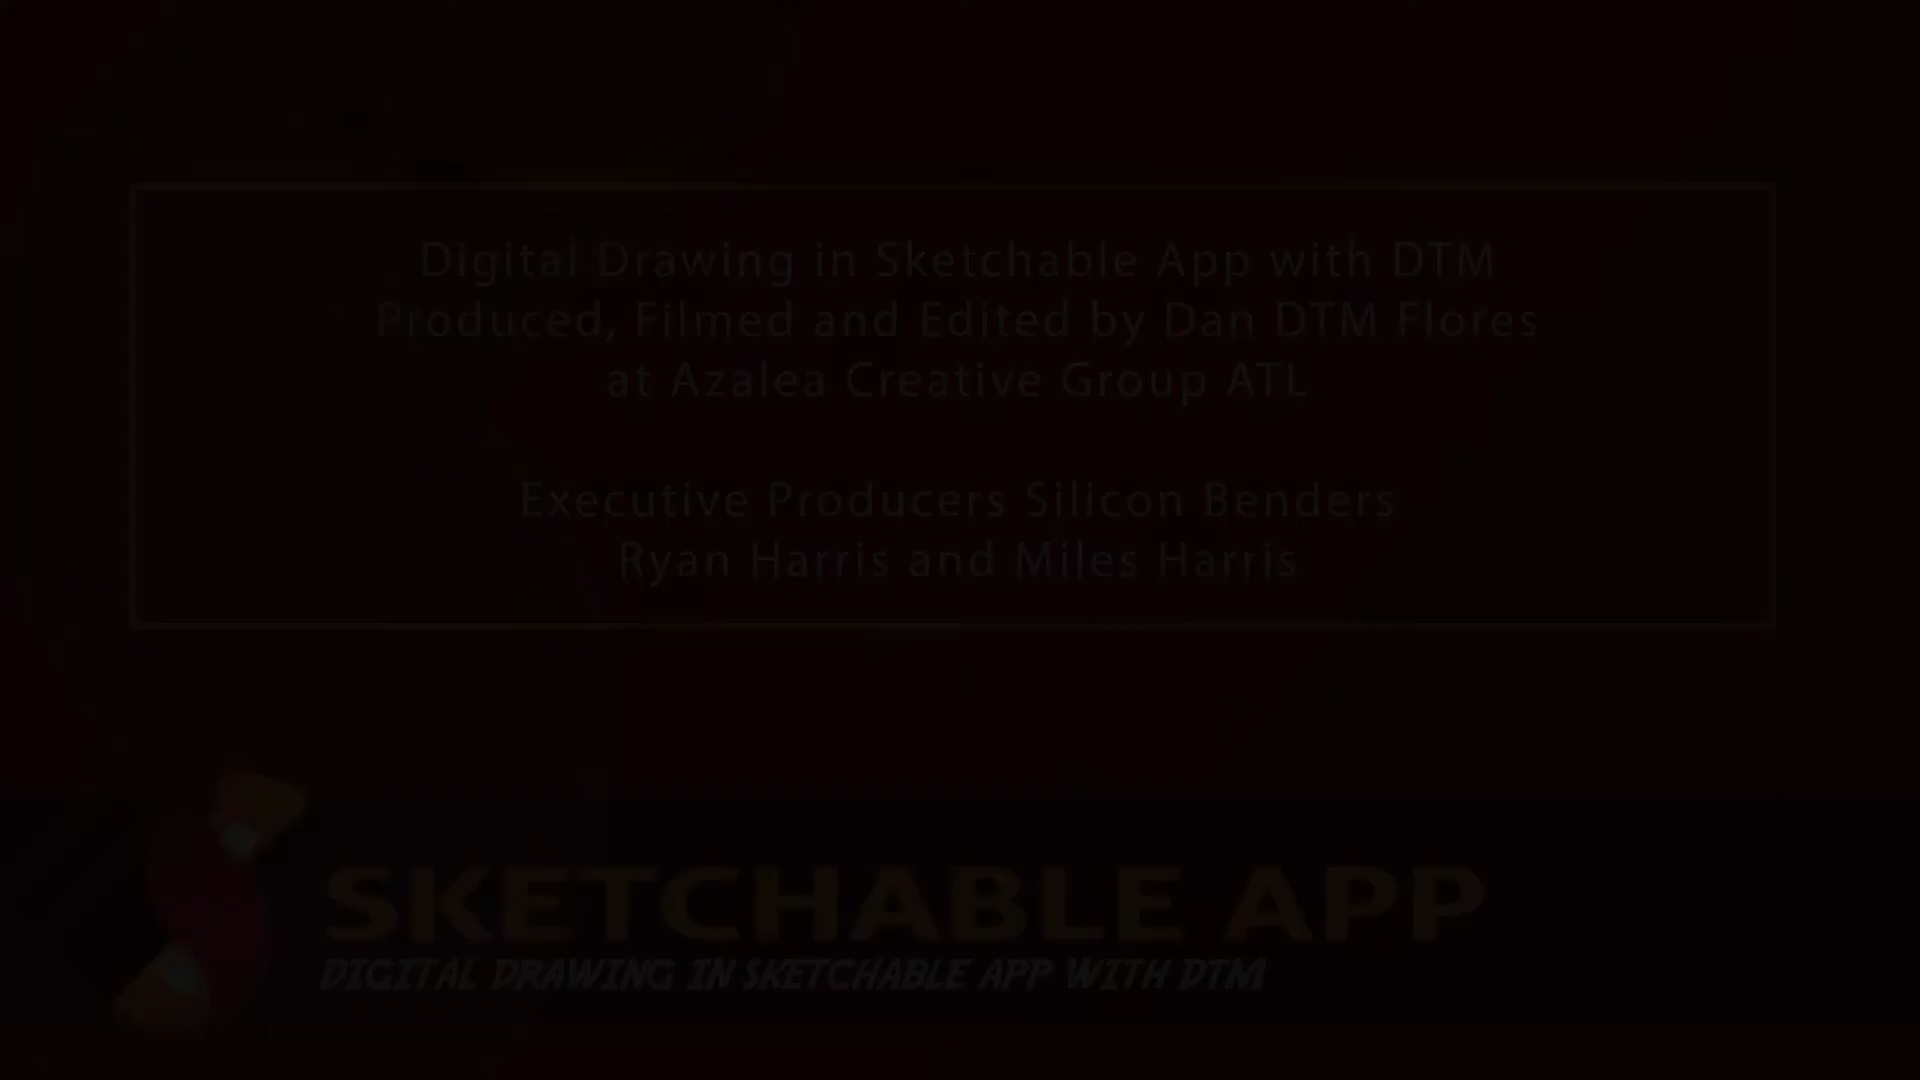 Digital Drawing in Sketchable App with DTM
Produced, Filmed and Edited by Dan DTM Flores
at Azalea Creative Group ATL
Executive Producers Silicon Benders
Ryan Harris and Miles Harris
SKETCHABLE APP
DIGITAL DRAWING IN SKETCHABLE APP WITH DTM